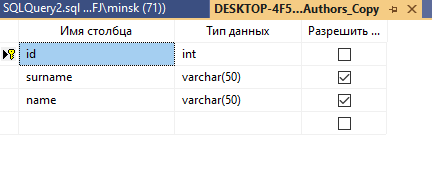 SQLQuery2.sql ...FJ\minsk (71)) DESKTOP-4F5...Authors_Copy
Имя столбца Тип данных Разрешить ...
id int
surname varchar(50)
name varchar(50)